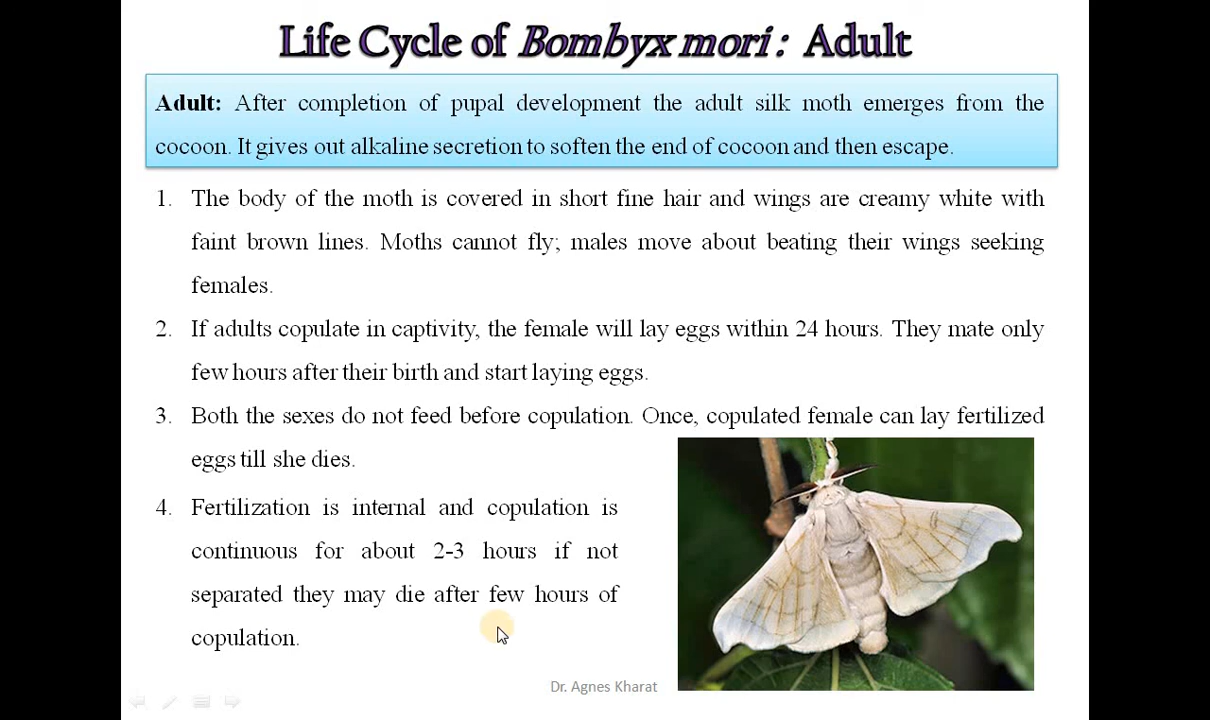 Life Cycle of Bombyx mori : Adult
Adult: After completion of pupal development the adult silk moth emerges from the
cocoon. It gives out alkaline secretion to soften the end of cocoon and then escape.
1. The body of the moth is covered in short fine hair and wings are creamy white with
faint brown lines. Moths cannot fly; males move about beating their wings seeking
females.
2. If adults copulate in captivity, the female will lay eggs within 24 hours. They mate only
few hours after their birth and start laying eggs.
3. Both the sexes do not feed before copulation. Once, copulated female can lay fertilized
eggs till she dies.
4. Fertilization is internal and copulation is
continuous for about 2-3 hours if not
separated they may die after few hours of
copulation.
Dr. Agnes Kharat